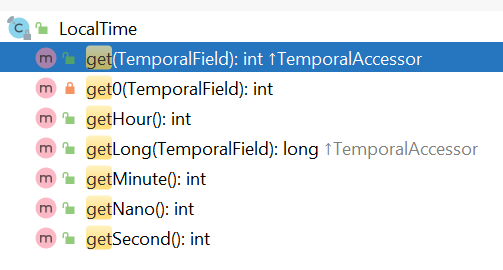 LocalTime
get(TemporalField): int ↑TemporalAccessor
get0(TemporalField): int
getHour(): int
getLong(TemporalField): long ↑TemporalAccessor
getMinute(): int
getNano(): int
getSecond(): int